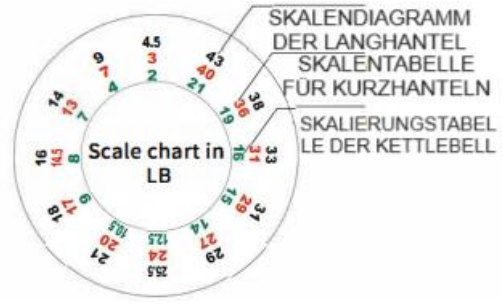 SKALENDIAGRAMM
DER LANGHANTEL
SKALENTABELLE
FÜR KURZHANTELN
SKALIERUNGSTABEL
LE DER KETTLEBELL
4.5 43 38 33 31 29 25.5 21 18 16 14 9
3 40 36 31 29 27 24 20 17 14.5 13 7
2 21 19 16 15 14 12.5 10.5 9 8 7 4
Scale chart in
LB